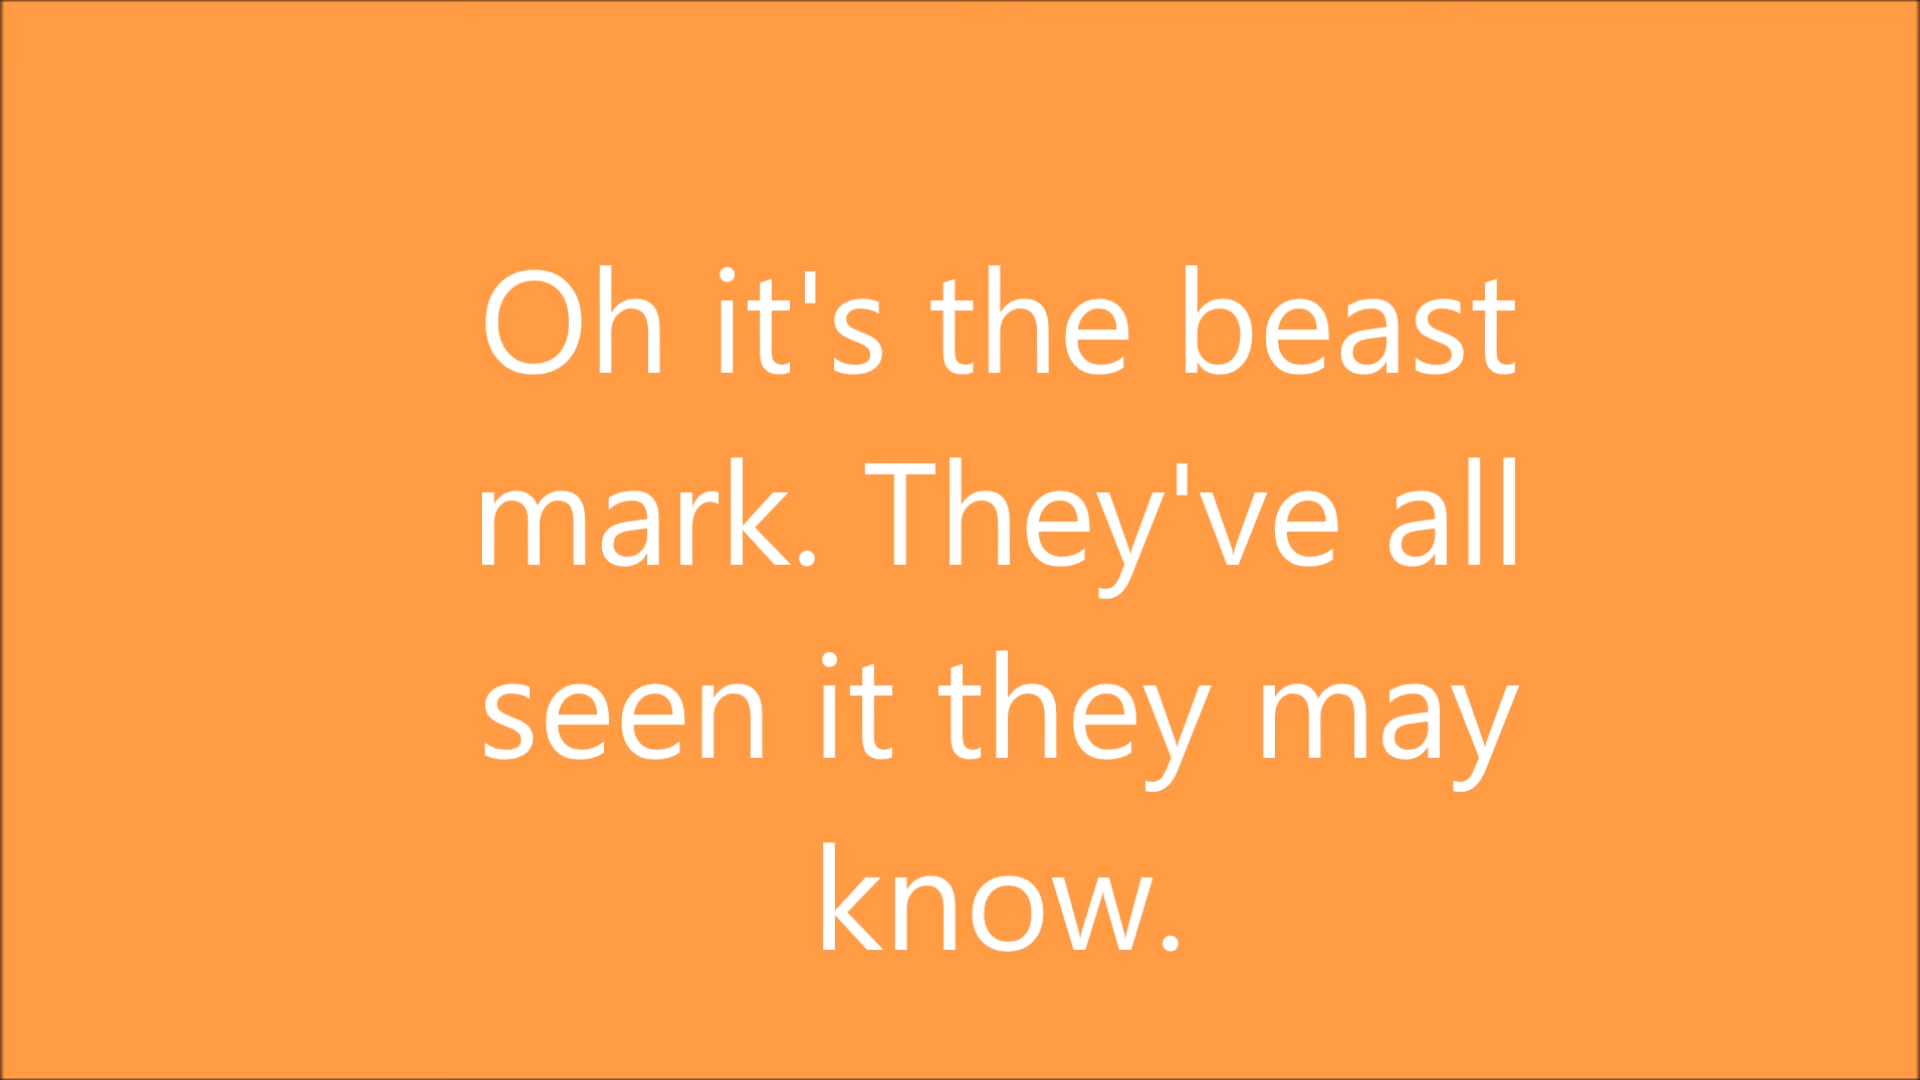 Oh it's the beast
mark. They've all
seen it they may
know.